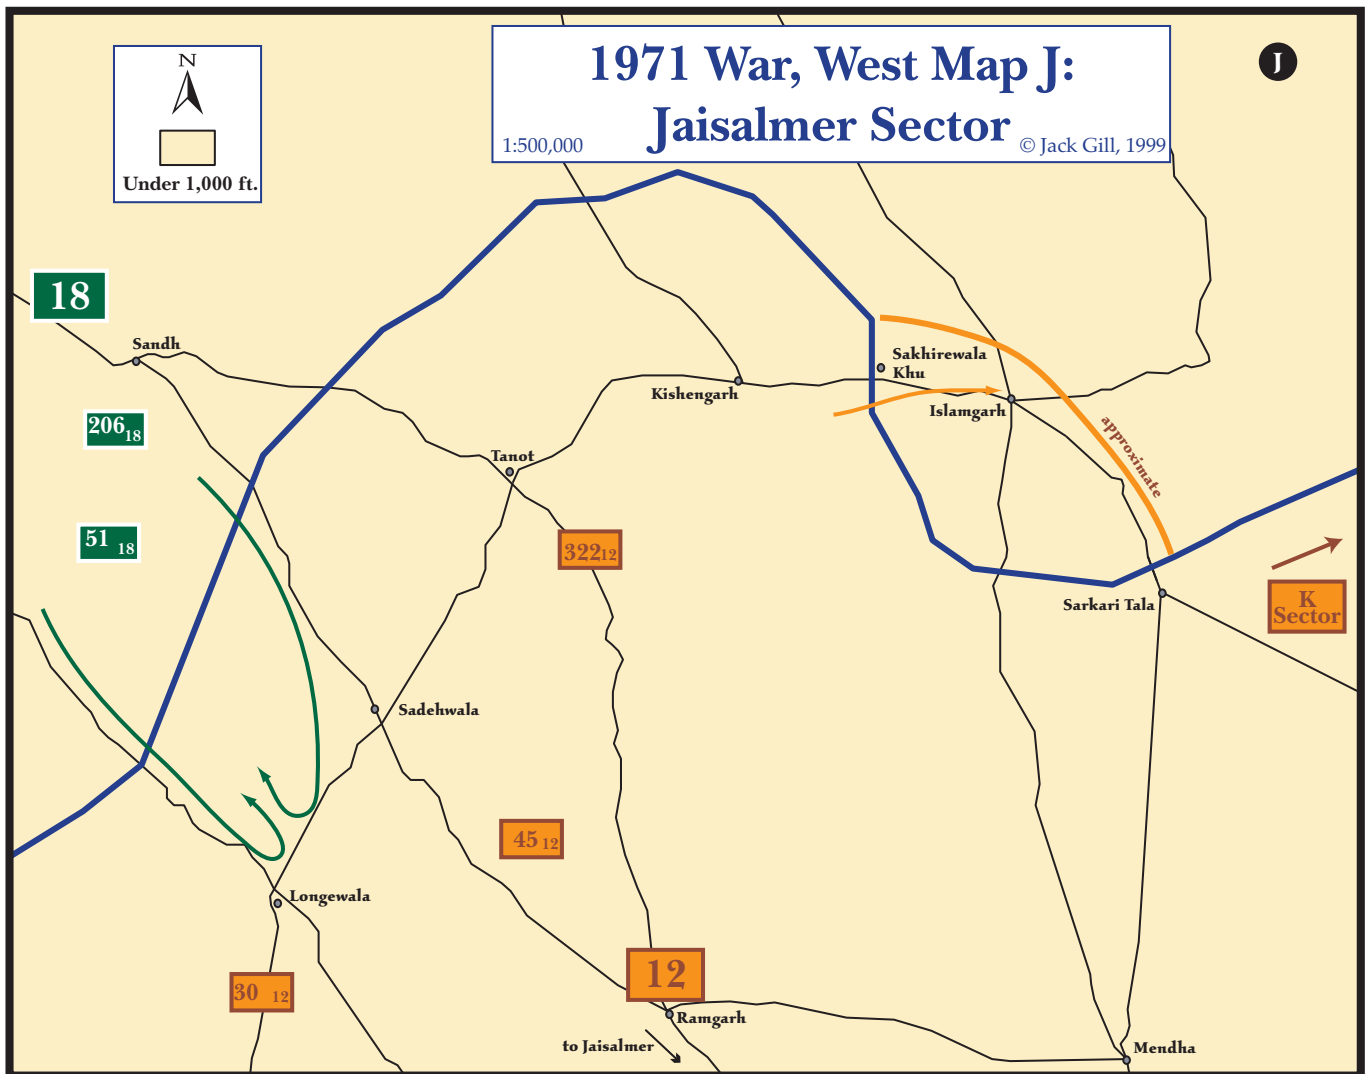 1971 War, West Map J:
Jaisalmer Sector
1:500,000
© Jack Gill, 1999
J
N
Under 1,000 ft.
18
Sandh
206 18
51 18
Sakhirewala
Khu
Kishengarh
Islamgarh
approximate
Tanot
322 12
K
Sector
Sarkari Tala
Sadehwala
45 12
Longewala
30 12
12
Ramgarh
to Jaisalmer
Mendha